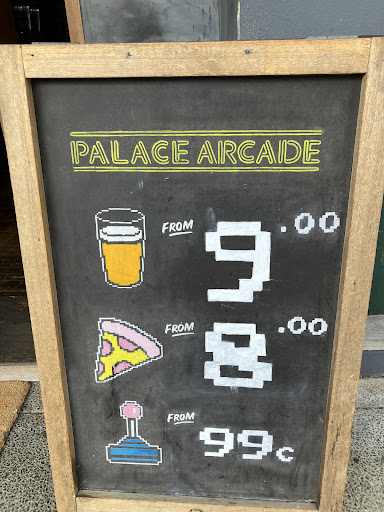 PALACE ARCADE
FROM 9.00
FROM 8.00
FROM 99c